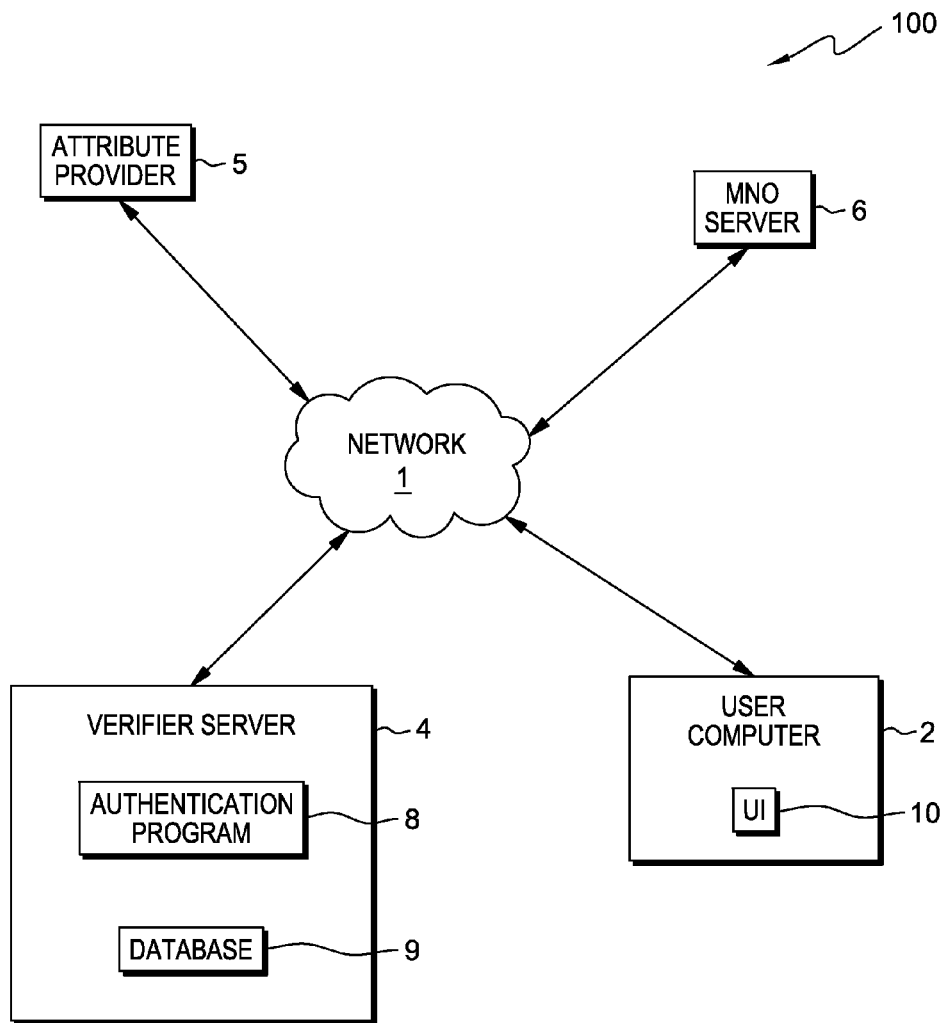 100
ATTRIBUTE
PROVIDER
5
MNO
SERVER
6
NETWORK
1
VERIFIER SERVER
4
AUTHENTICATION
PROGRAM
8
DATABASE
9
USER
COMPUTER
2
UI
10